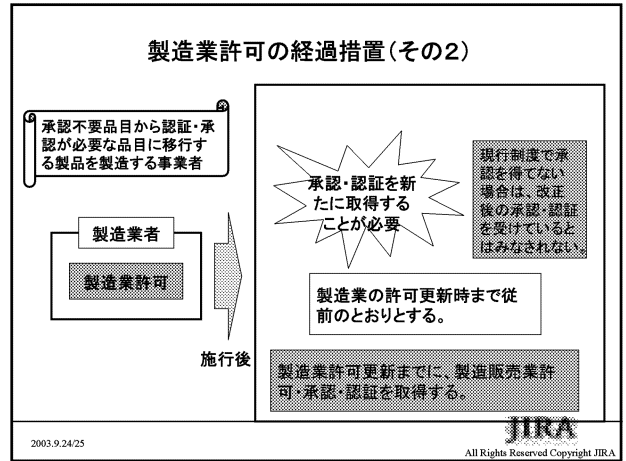 製造業許可の経過措置(その2)
承認不要品目から認証・承
認が必要な品目に移行す
る製品を製造する事業者
製造業者
製造業許可
施行後
承認・認証を新
たに取得する
ことが必要
現行制度で承
認を得てない
場合は、改正
後の承認・認証
を受けていると
はみなされない。
製造業の許可更新時まで従
前のとおりとする。
製造業許可更新までに、製造販売業許
可・承認・認証を取得する。
2003.9.24/25
JIRA
All Rights Reserved Copyright JIRA